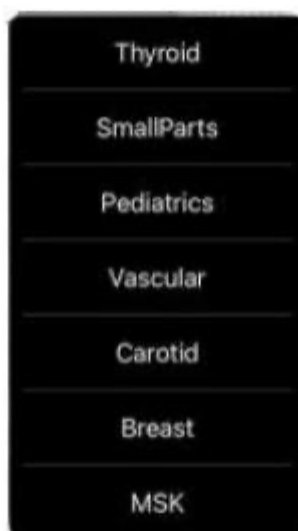 Thyroid
SmallParts
Pediatrics
Vascular
Carotid
Breast
MSK